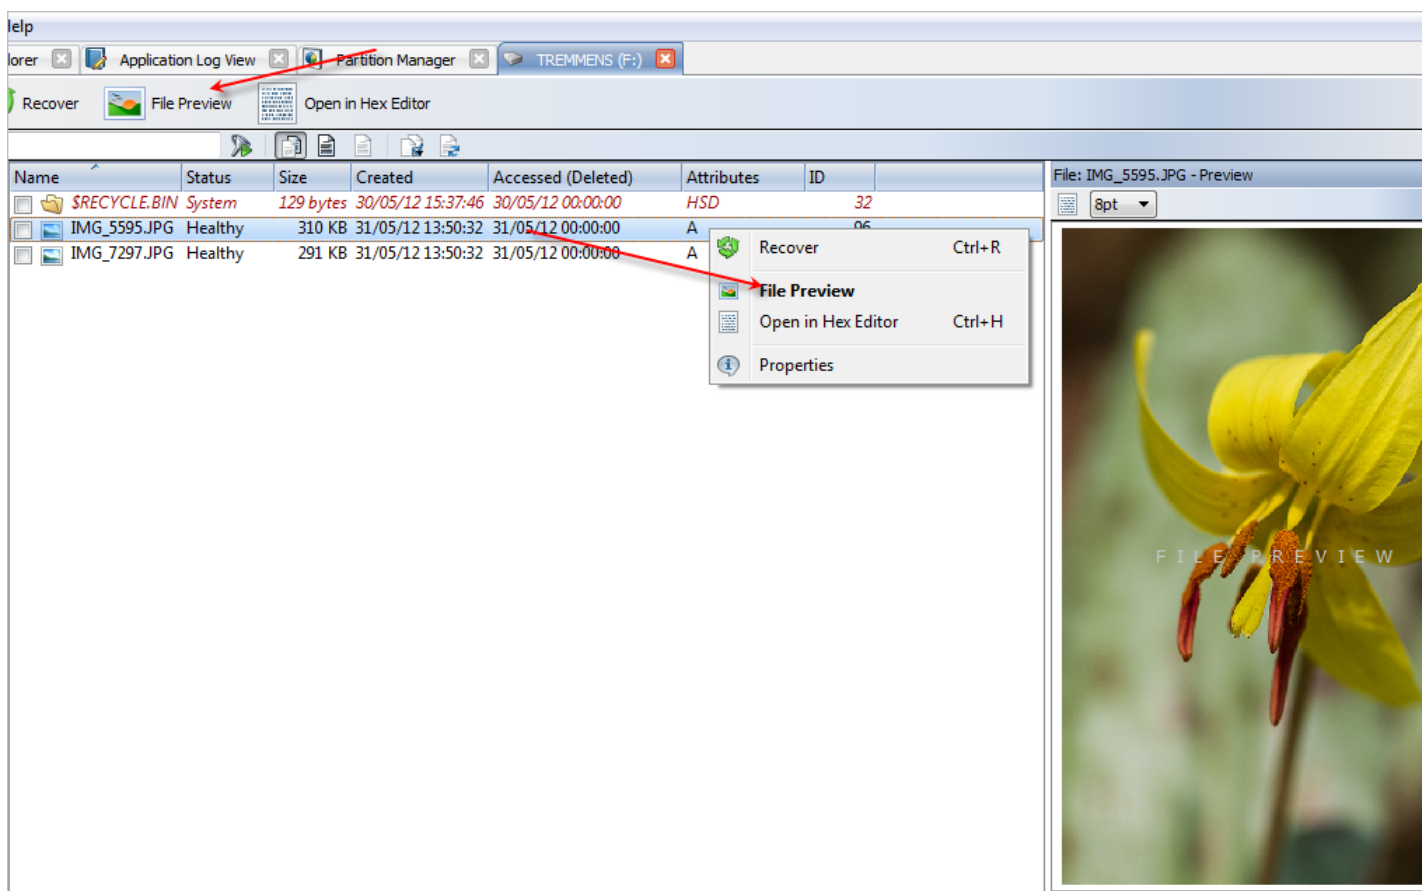 Help
lorer Application Log View Partition Manager TREMMENS (F:)
Recover File Preview Open in Hex Editor
Name Status Size Created Accessed (Deleted) Attributes ID
$RECYCLE.BIN System 129 bytes 30/05/12 15:37:46 30/05/12 00:00:00 HSD 32
IMG_5595.JPG Healthy 310 KB 31/05/12 13:50:32 31/05/12 00:00:00 A 96
IMG_7297.JPG Healthy 291 KB 31/05/12 13:50:32 31/05/12 00:00:00 A
Recover Ctrl+R
File Preview
Open in Hex Editor Ctrl+H
Properties
File: IMG_5595.JPG - Preview
8pt
FILE PREVIEW